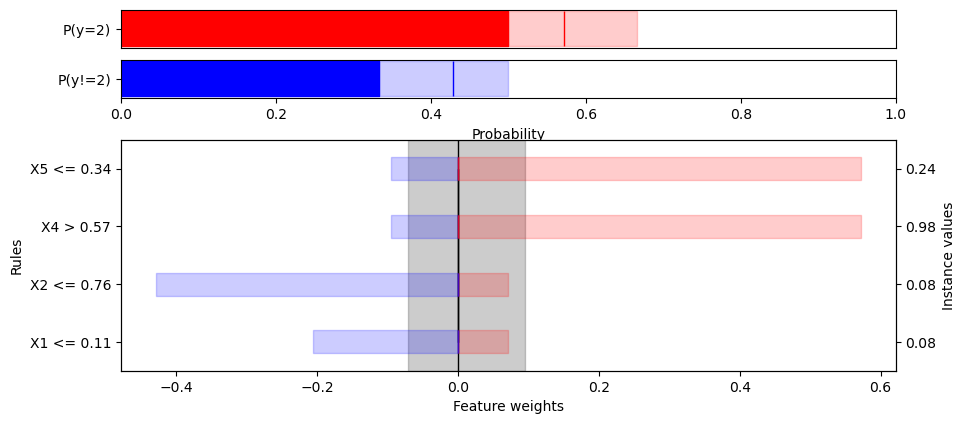 P(y=2)
P(y!=2)
0.0 0.2 0.4 0.6 0.8 1.0
Probability
X5 <= 0.34 0.24
X4 > 0.57 0.98
X2 <= 0.76 0.08
X1 <= 0.11 0.08
Rules
Instance values
−0.4 −0.2 0.0 0.2 0.4 0.6
Feature weights